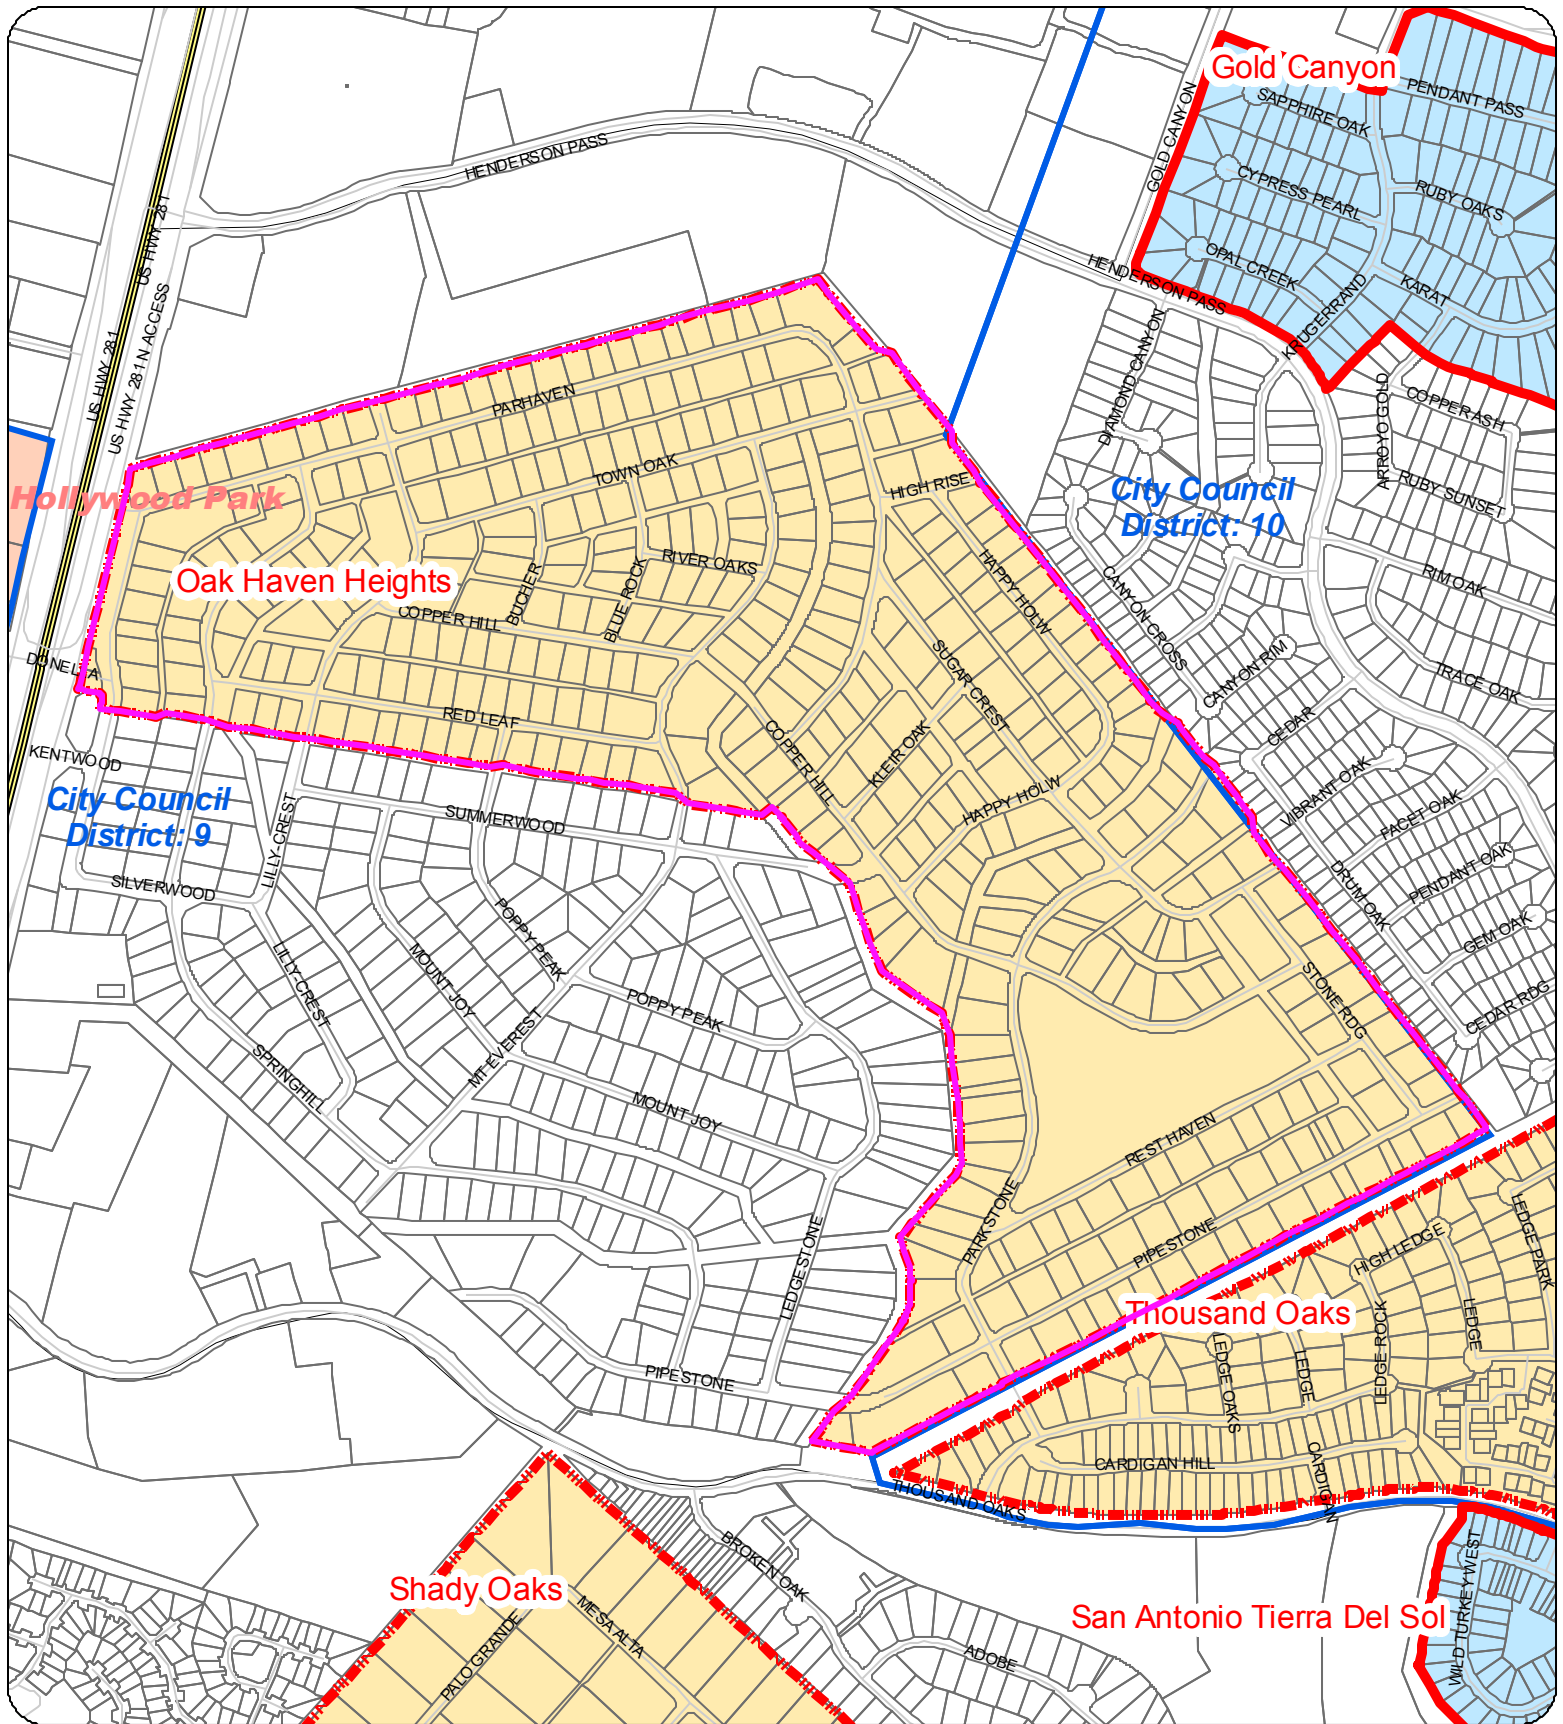 Gold Canyon
PENDANT PASS
SAPPHIRE OAK
GOLD CANYON
HENDERSON PASS
CYPRESS PEARL
RUBY OAKS
US HWY 281
OPAL CREEK
HENDERSON PASS
KARAT
KRUGERRAND
US HWY 281 N ACCESS
US HWY 281
DIAMOND CANYON
PARHAVEN
ARROYO GOLD
COPPER ASH
TOWN OAK
HIGH RISE
Hollywood Park
City Council
District: 10
RUBY SUNSET
Oak Haven Heights
RIVER OAKS
BUCHER
BLUE ROCK
HAPPY HOLW
RIM OAK
COPPER HILL
CANYON CROSS
SUGAR CREST
CANYON RIM
DONELLA
TRACE OAK
RED LEAF
CEDAR
COPPER HILL
KLEIR OAK
KENTWOOD
City Council
District: 9
HAPPY HOLW
VIBRANT OAK
FACET OAK
SUMMERWOOD
LILLY-CREST
SILVERWOOD
DRUM OAK
PENDANT OAK
POPPY PEAK
GEM OAK
LILLY-CREST
MOUNT JOY
STONE RDG
CEDAR RDG
POPPY PEAK
MT EVEREST
SPRINGHILL
MOUNT JOY
REST HAVEN
PARKSTONE
LEDGE PARK
LEDGESTONE
PIPESTONE
HIGH LEDGE
Thousand Oaks
LEDGE ROCK
LEDGE
LEDGE OAKS
LEDGE
PIPESTONE
CARDIGAN HILL
CARDIGAN
THOUSAND OAKS
BROKEN OAK
WILD TURKEY WEST
Shady Oaks
MESA ALTA
PALO GRANDE
San Antonio Tierra Del Sol
ADOBE